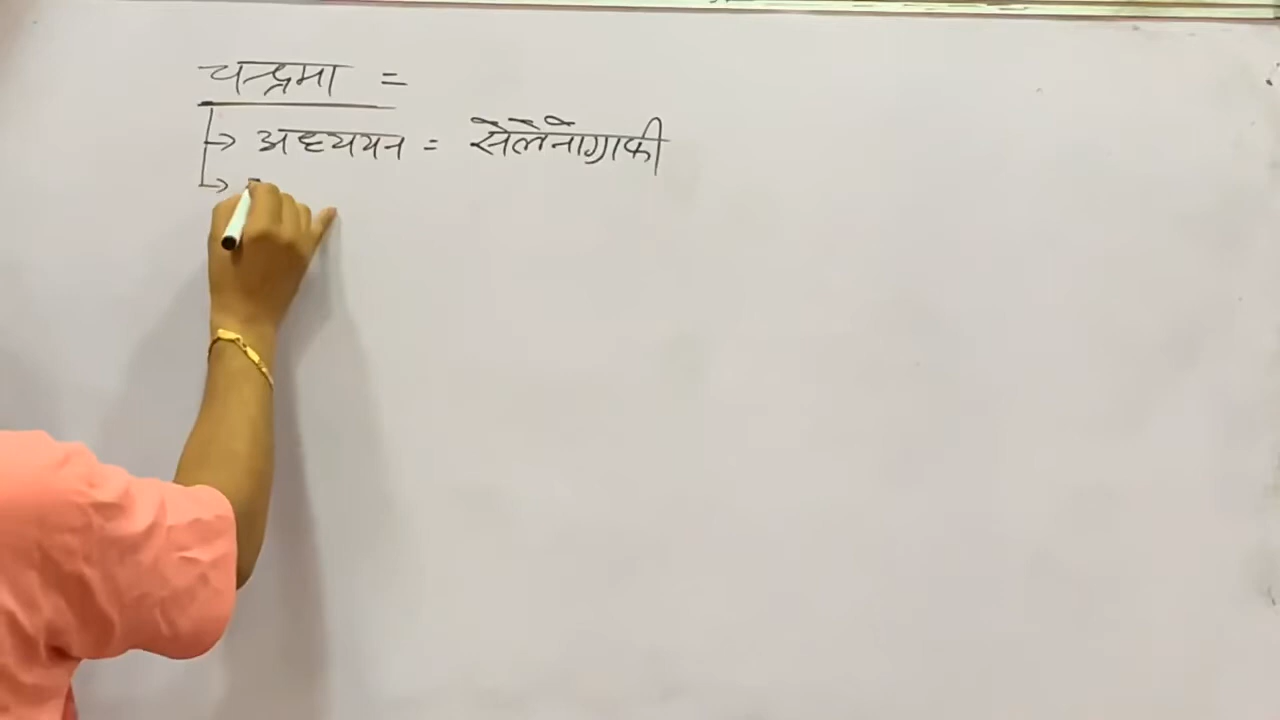 चन्द्रमा =
→ अध्ययन = सेलेनोग्राफी
→